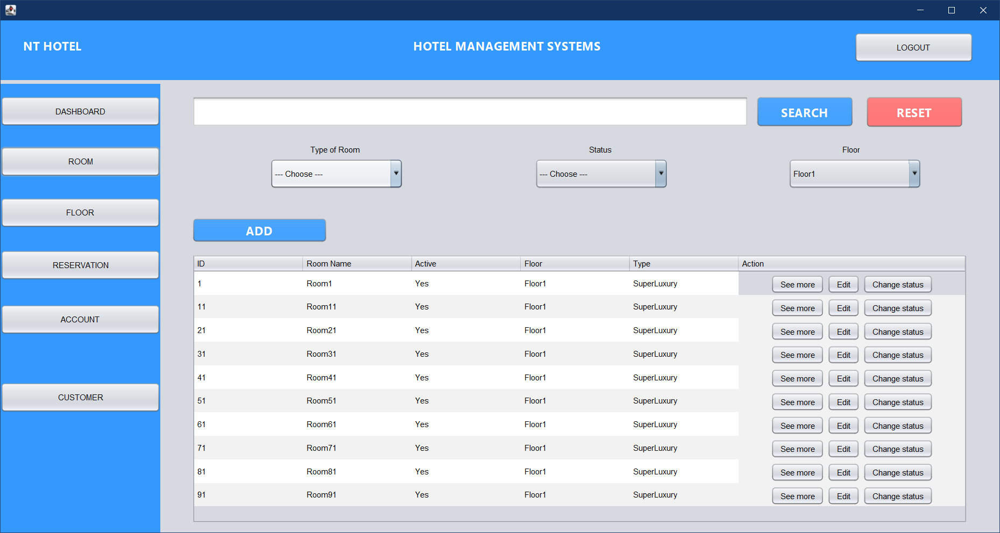 NT HOTEL
HOTEL MANAGEMENT SYSTEMS
LOGOUT
DASHBOARD
ROOM
FLOOR
RESERVATION
ACCOUNT
CUSTOMER
SEARCH
RESET
Type of Room
Status
Floor
--- Choose ---
--- Choose ---
Floor1
ADD
ID Room Name Active Floor Type Action
1 Room1 Yes Floor1 SuperLuxury See more Edit Change status
11 Room11 Yes Floor1 SuperLuxury See more Edit Change status
21 Room21 Yes Floor1 SuperLuxury See more Edit Change status
31 Room31 Yes Floor1 SuperLuxury See more Edit Change status
41 Room41 Yes Floor1 SuperLuxury See more Edit Change status
51 Room51 Yes Floor1 SuperLuxury See more Edit Change status
61 Room61 Yes Floor1 SuperLuxury See more Edit Change status
71 Room71 Yes Floor1 SuperLuxury See more Edit Change status
81 Room81 Yes Floor1 SuperLuxury See more Edit Change status
91 Room91 Yes Floor1 SuperLuxury See more Edit Change status